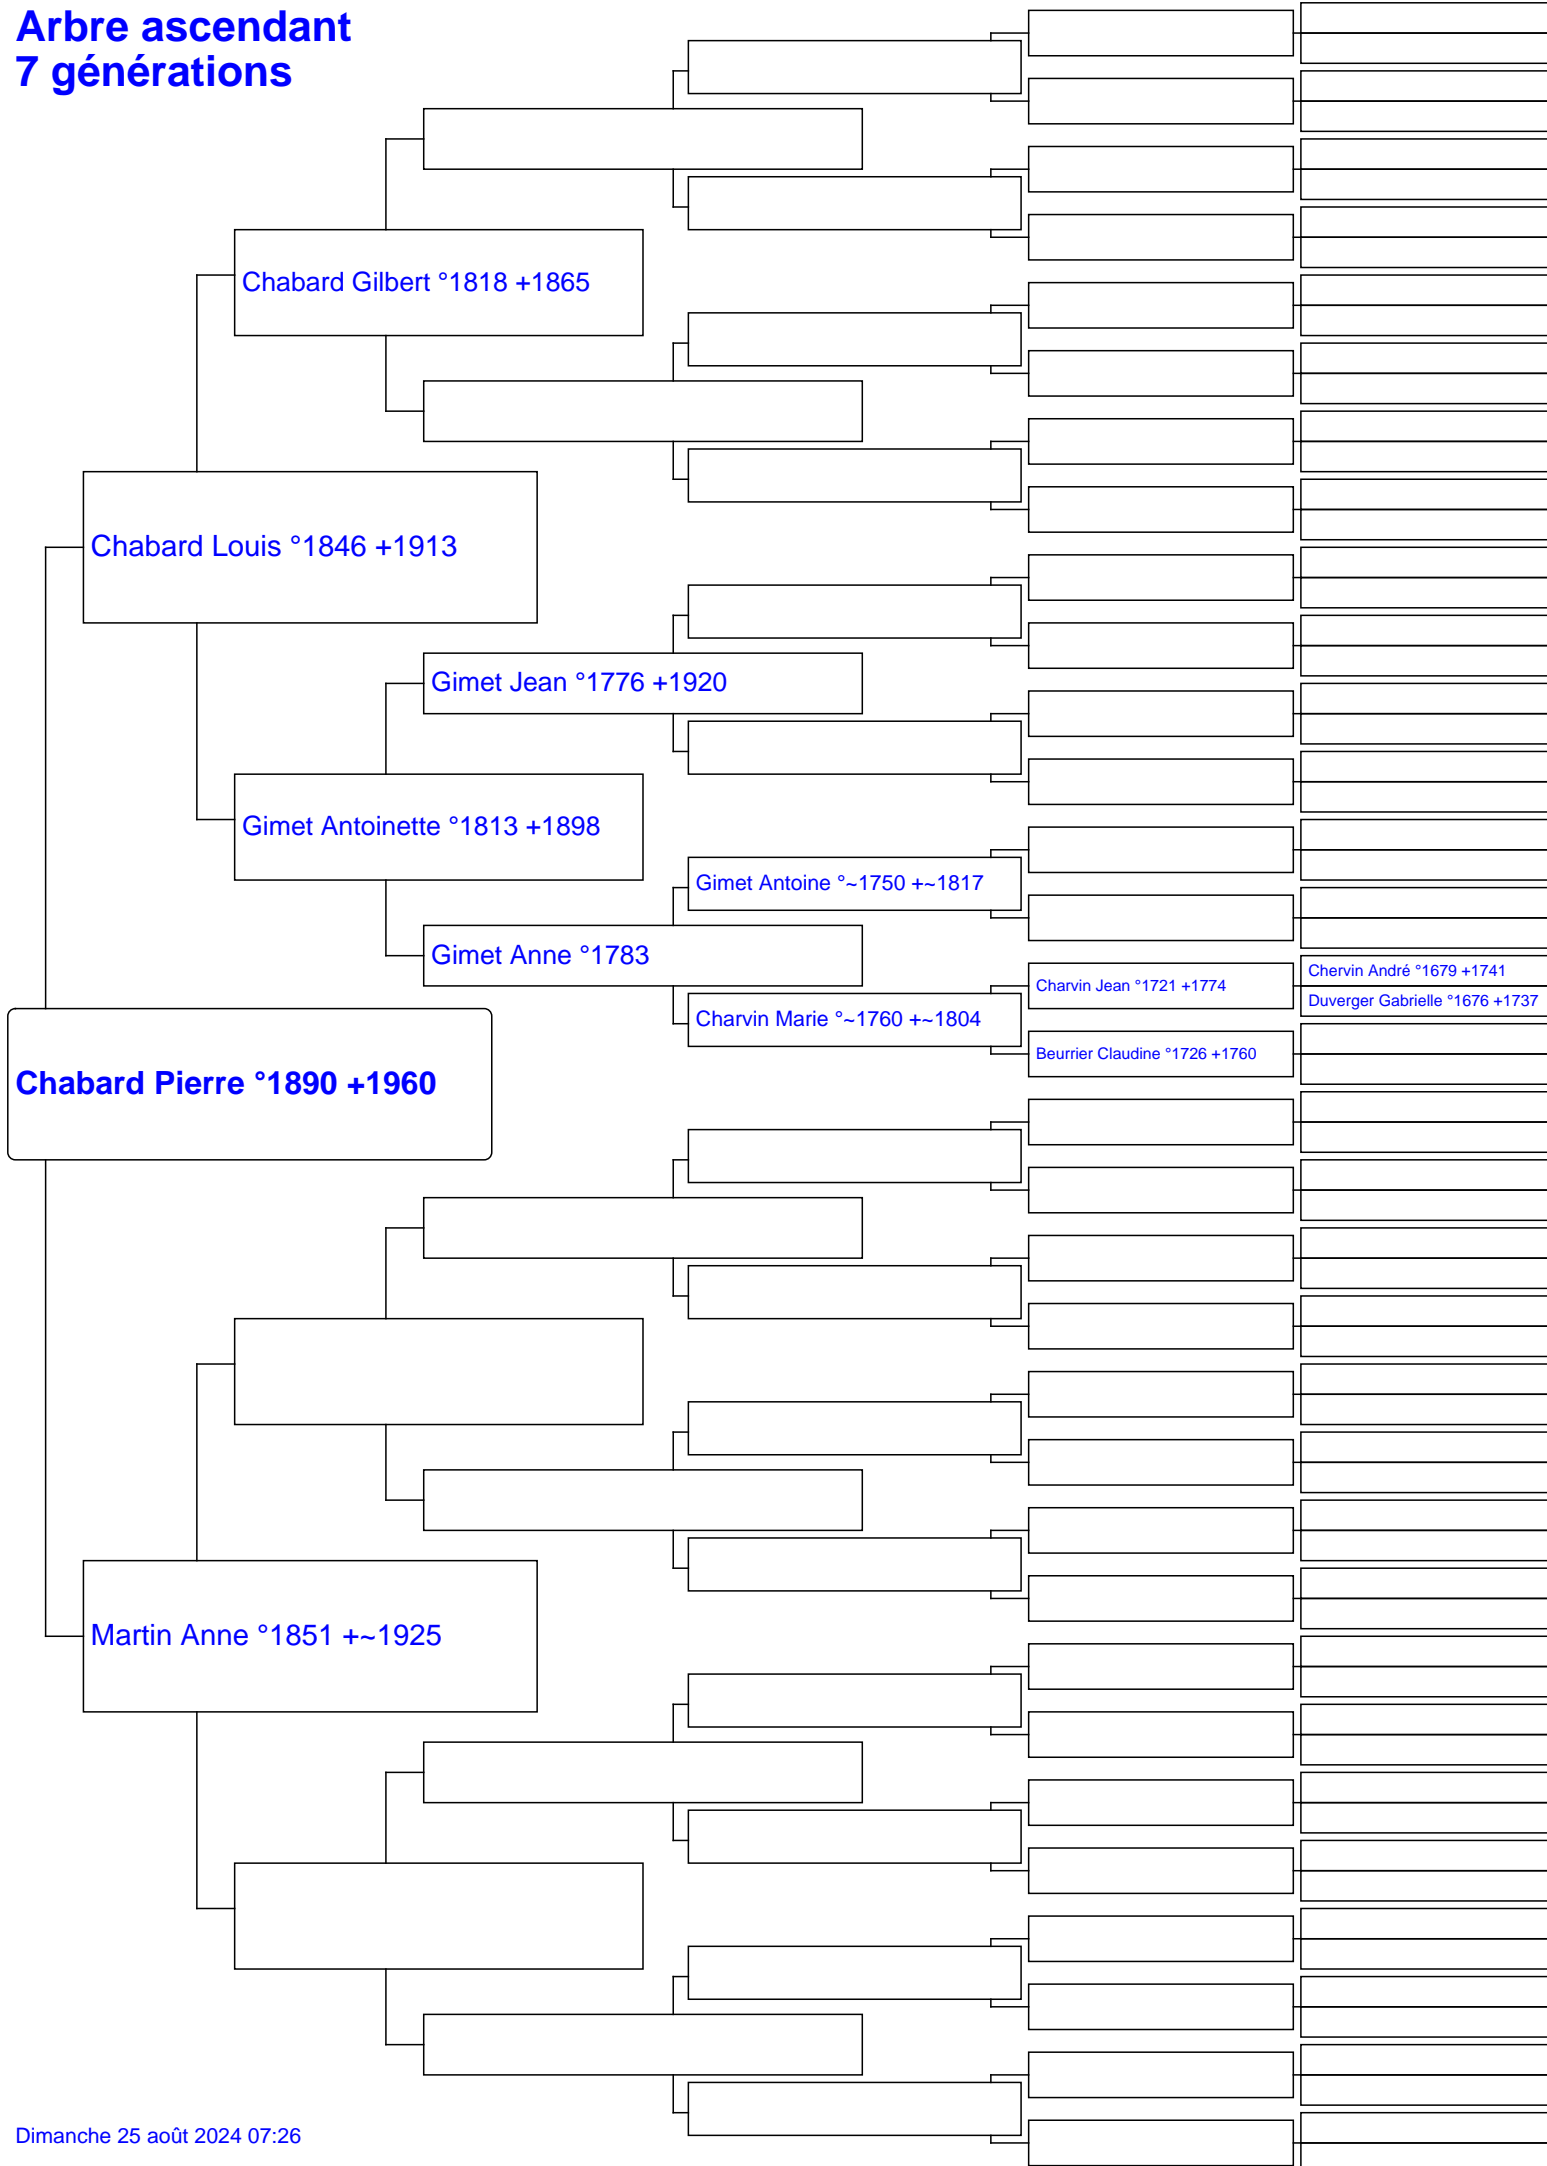 Arbre ascendant
7 générations
Chabard Gilbert °1818 +1865
Chabard Louis °1846 +1913
Gimet Jean °1776 +1920
Gimet Antoinette °1813 +1898
Gimet Antoine °~1750 +~1817
Gimet Anne °1783
Chervin André °1679 +1741
Charvin Jean °1721 +1774
Duverger Gabrielle °1676 +1737
Charvin Marie °~1760 +~1804
Beurrier Claudine °1726 +1760
Chabard Pierre °1890 +1960
Martin Anne °1851 +~1925
Dimanche 25 août 2024 07:26